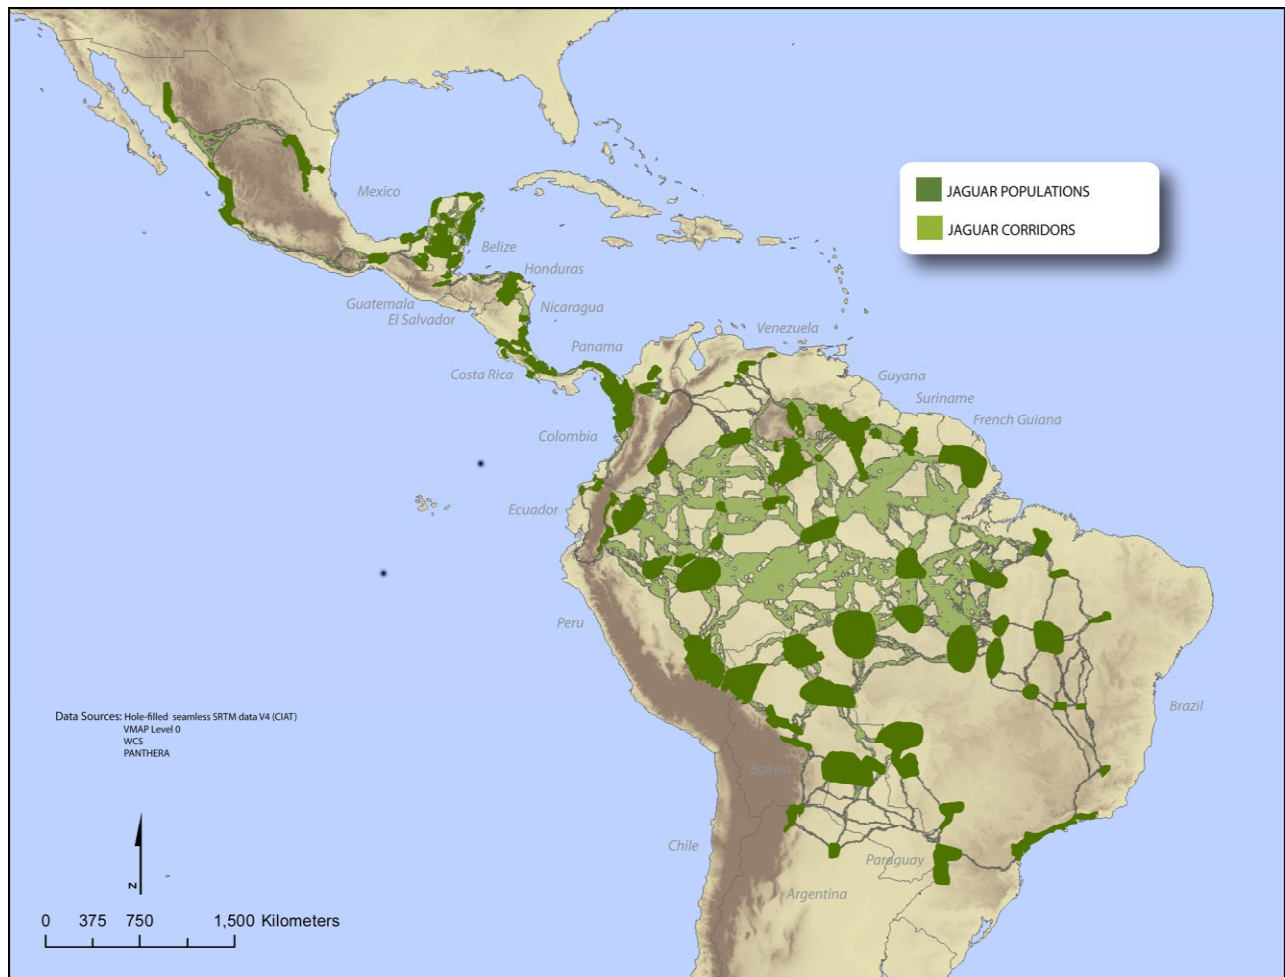 JAGUAR POPULATIONS
JAGUAR CORRIDORS
Mexico
Belize
Honduras
Guatemala
Nicaragua
El Salvador
Panama
Venezuela
Costa Rica
Guyana
Suriname
French Guiana
Colombia
Ecuador
Peru
Brazil
Data Sources: Hole-filled seamless SRTM data V4 (CIAT)
VMAP Level 0
WCS
PANTHERA
Bolivia
Chile
Paraguay
Argentina
N
0 375 750 1,500 Kilometers